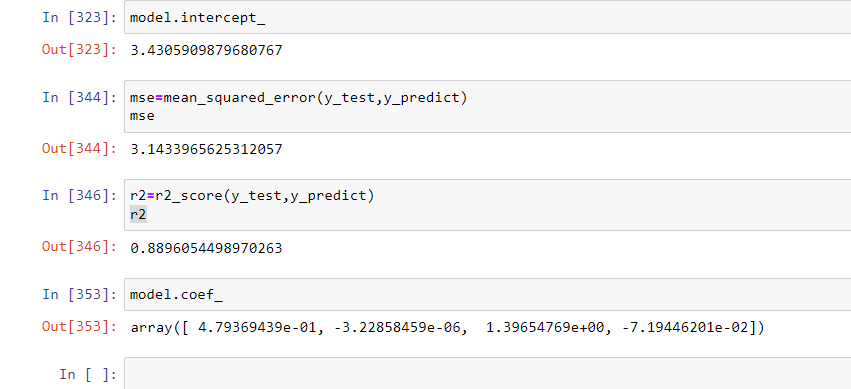 In [323]: model.intercept_
Out[323]: 3.4305909879680767
In [344]: mse=mean_squared_error(y_test,y_predict)
mse
Out[344]: 3.1433965625312057
In [346]: r2=r2_score(y_test,y_predict)
r2
Out[346]: 0.8896054498970263
In [353]: model.coef_
Out[353]: array([ 4.79369439e-01, -3.22858459e-06,  1.39654769e+00, -7.19446201e-02])
In [ ]: